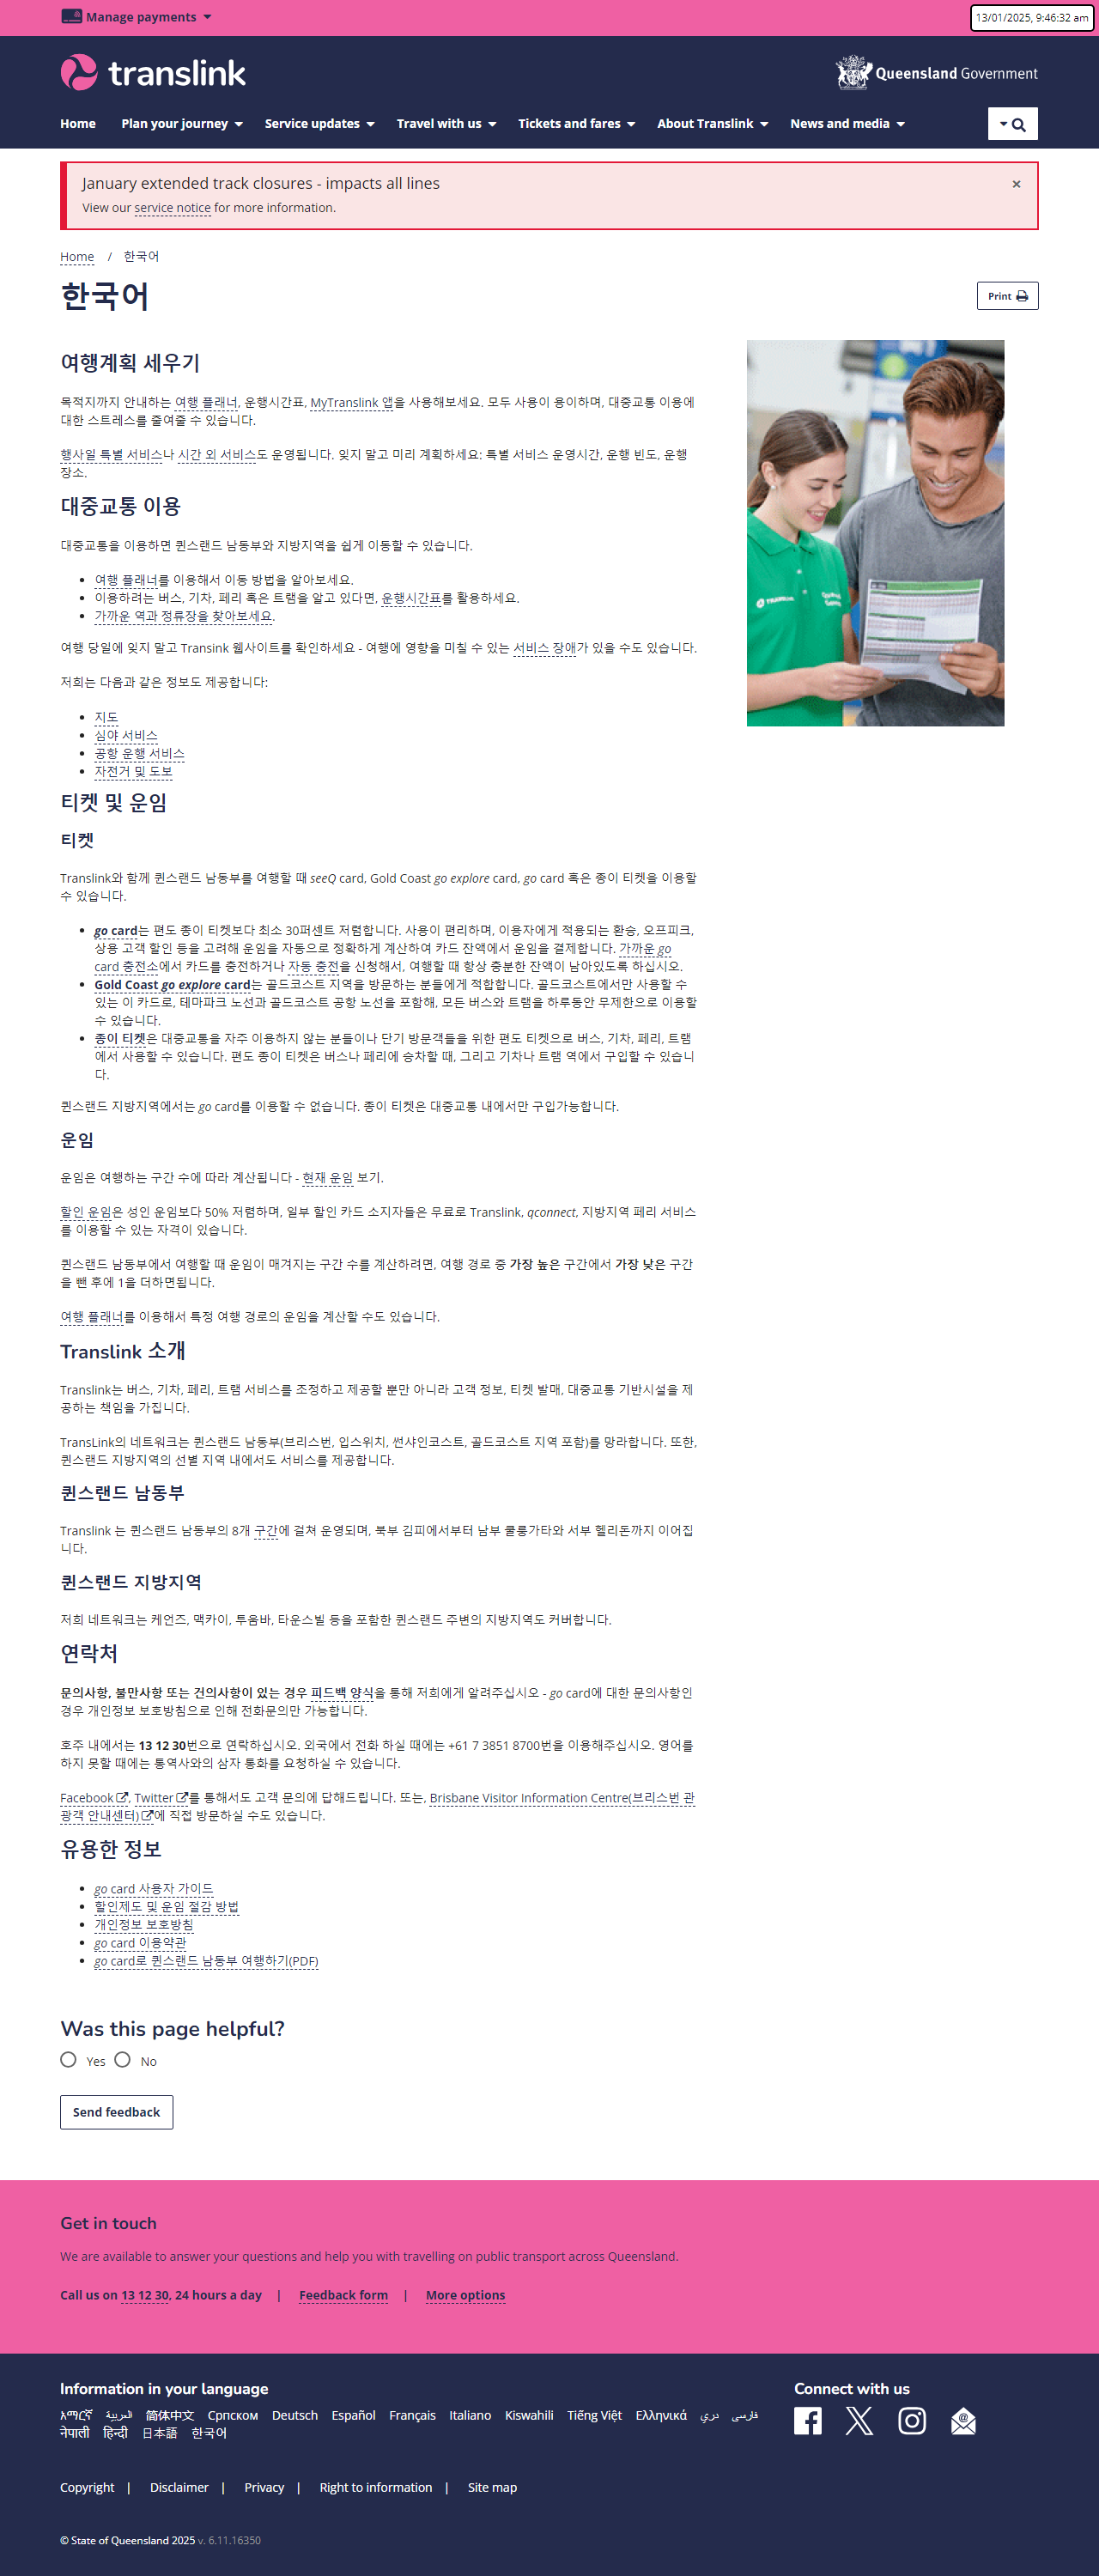 Manage payments
13/01/2025, 9:46:32 am
translink
Queensland Government
Home Plan your journey Service updates Travel with us Tickets and fares About Translink News and media
January extended track closures - impacts all lines
×
View our service notice for more information.
Home / 한국어
한국어
Print
여행계획 세우기
목적지까지 안내하는 여행 플래너, 운행시간표, MyTranslink 앱을 사용해보세요. 모두 사용이 용이하며, 대중교통 이용에
대한 스트레스를 줄여줄 수 있습니다.
행사일 특별 서비스나 시간 외 서비스도 운영됩니다. 잊지 말고 미리 계획하세요: 특별 서비스 운영시간, 운행 빈도, 운행
장소.
대중교통 이용
대중교통을 이용하면 퀸스랜드 남동부와 지방지역을 쉽게 이동할 수 있습니다.
• 여행 플래너를 이용해서 이동 방법을 알아보세요.
• 이용하려는 버스, 기차, 페리 혹은 트램을 알고 있다면, 운행시간표를 활용하세요.
• 가까운 역과 정류장을 찾아보세요.
여행 당일에 잊지 말고 Transink 웹사이트를 확인하세요 - 여행에 영향을 미칠 수 있는 서비스 장애가 있을 수도 있습니다.
저희는 다음과 같은 정보도 제공합니다:
• 지도
• 심야 서비스
• 공항 운행 서비스
• 자전거 및 도보
티켓 및 운임
티켓
Translink와 함께 퀸스랜드 남동부를 여행할 때 seeQ card, Gold Coast go explore card, go card 혹은 종이 티켓을 이용할
수 있습니다.
• go card는 편도 종이 티켓보다 최소 30퍼센트 저렴합니다. 사용이 편리하며, 이용자에게 적용되는 환승, 오프피크,
상용 고객 할인 등을 고려해 운임을 자동으로 정확하게 계산하여 카드 잔액에서 운임을 결제합니다. 가까운 go
card 충전소에서 카드를 충전하거나 자동 충전을 신청해서, 여행할 때 항상 충분한 잔액이 남아있도록 하십시오.
• Gold Coast go explore card는 골드코스트 지역을 방문하는 분들에게 적합합니다. 골드코스트에서만 사용할 수
있는 이 카드로, 테마파크 노선과 골드코스트 공항 노선을 포함해, 모든 버스와 트램을 하루동안 무제한으로 이용할
수 있습니다.
• 종이 티켓은 대중교통을 자주 이용하지 않는 분들이나 단기 방문객들을 위한 편도 티켓으로 버스, 기차, 페리, 트램
에서 사용할 수 있습니다. 편도 종이 티켓은 버스나 페리에 승차할 때, 그리고 기차나 트램 역에서 구입할 수 있습니
다.
퀸스랜드 지방지역에서는 go card를 이용할 수 없습니다. 종이 티켓은 대중교통 내에서만 구입가능합니다.
운임
운임은 여행하는 구간 수에 따라 계산됩니다 - 현재 운임 보기.
할인 운임은 성인 운임보다 50% 저렴하며, 일부 할인 카드 소지자들은 무료로 Translink, qconnect, 지방지역 페리 서비스
를 이용할 수 있는 자격이 있습니다.
퀸스랜드 남동부에서 여행할 때 운임이 매겨지는 구간 수를 계산하려면, 여행 경로 중 가장 높은 구간에서 가장 낮은 구간
을 뺀 후에 1을 더하면됩니다.
여행 플래너를 이용해서 특정 여행 경로의 운임을 계산할 수도 있습니다.
Translink 소개
Translink는 버스, 기차, 페리, 트램 서비스를 조정하고 제공할 뿐만 아니라 고객 정보, 티켓 발매, 대중교통 기반시설을 제
공하는 책임을 가집니다.
TransLink의 네트워크는 퀸스랜드 남동부(브리스번, 입스위치, 썬샤인코스트, 골드코스트 지역 포함)를 망라합니다. 또한,
퀸스랜드 지방지역의 선별 지역 내에서도 서비스를 제공합니다.
퀸스랜드 남동부
Translink 는 퀸스랜드 남동부의 8개 구간에 걸쳐 운영되며, 북부 김피에서부터 남부 쿨룽가타와 서부 헬리돈까지 이어집
니다.
퀸스랜드 지방지역
저희 네트워크는 케언즈, 맥카이, 투움바, 타운스빌 등을 포함한 퀸스랜드 주변의 지방지역도 커버합니다.
연락처
문의사항, 불만사항 또는 건의사항이 있는 경우 피드백 양식을 통해 저희에게 알려주십시오 - go card에 대한 문의사항인
경우 개인정보 보호방침으로 인해 전화문의만 가능합니다.
호주 내에서는 13 12 30번으로 연락하십시오. 외국에서 전화 하실 때에는 +61 7 3851 8700번을 이용해주십시오. 영어를
하지 못할 때에는 통역사와의 삼자 통화를 요청하실 수 있습니다.
Facebook, Twitter를 통해서도 고객 문의에 답해드립니다. 또는, Brisbane Visitor Information Centre(브리스번 관
광객 안내센터)에 직접 방문하실 수도 있습니다.
유용한 정보
• go card 사용자 가이드
• 할인제도 및 운임 절감 방법
• 개인정보 보호방침
• go card 이용약관
• go card로 퀸스랜드 남동부 여행하기(PDF)
Was this page helpful?
Yes No
Send feedback
Get in touch
We are available to answer your questions and help you with travelling on public transport across Queensland.
Call us on 13 12 30, 24 hours a day | Feedback form | More options
Information in your language
Connect with us
አማርኛ العربية 简体中文 Српском Deutsch Español Français Italiano Kiswahili Tiếng Việt Ελληνικά دري فارسی
नेपाली हिन्दी 日本語 한국어
Copyright | Disclaimer | Privacy | Right to information | Site map
© State of Queensland 2025 v. 6.11.16350